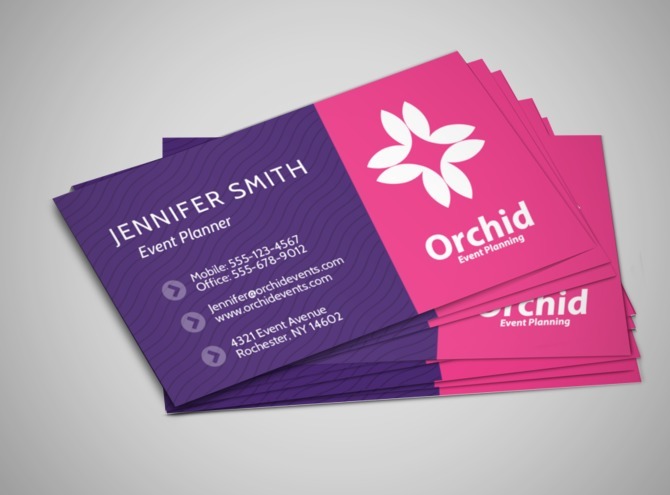 JENNIFER SMITH
Event Planner
Mobile: 555-123-4567
Office: 555-678-9012
Jennifer@orchidevents.com
www.orchidevents.com
4321 Event Avenue
Rochester, NY 14602
Orchid
Event Planning
Orchid
Event Planning